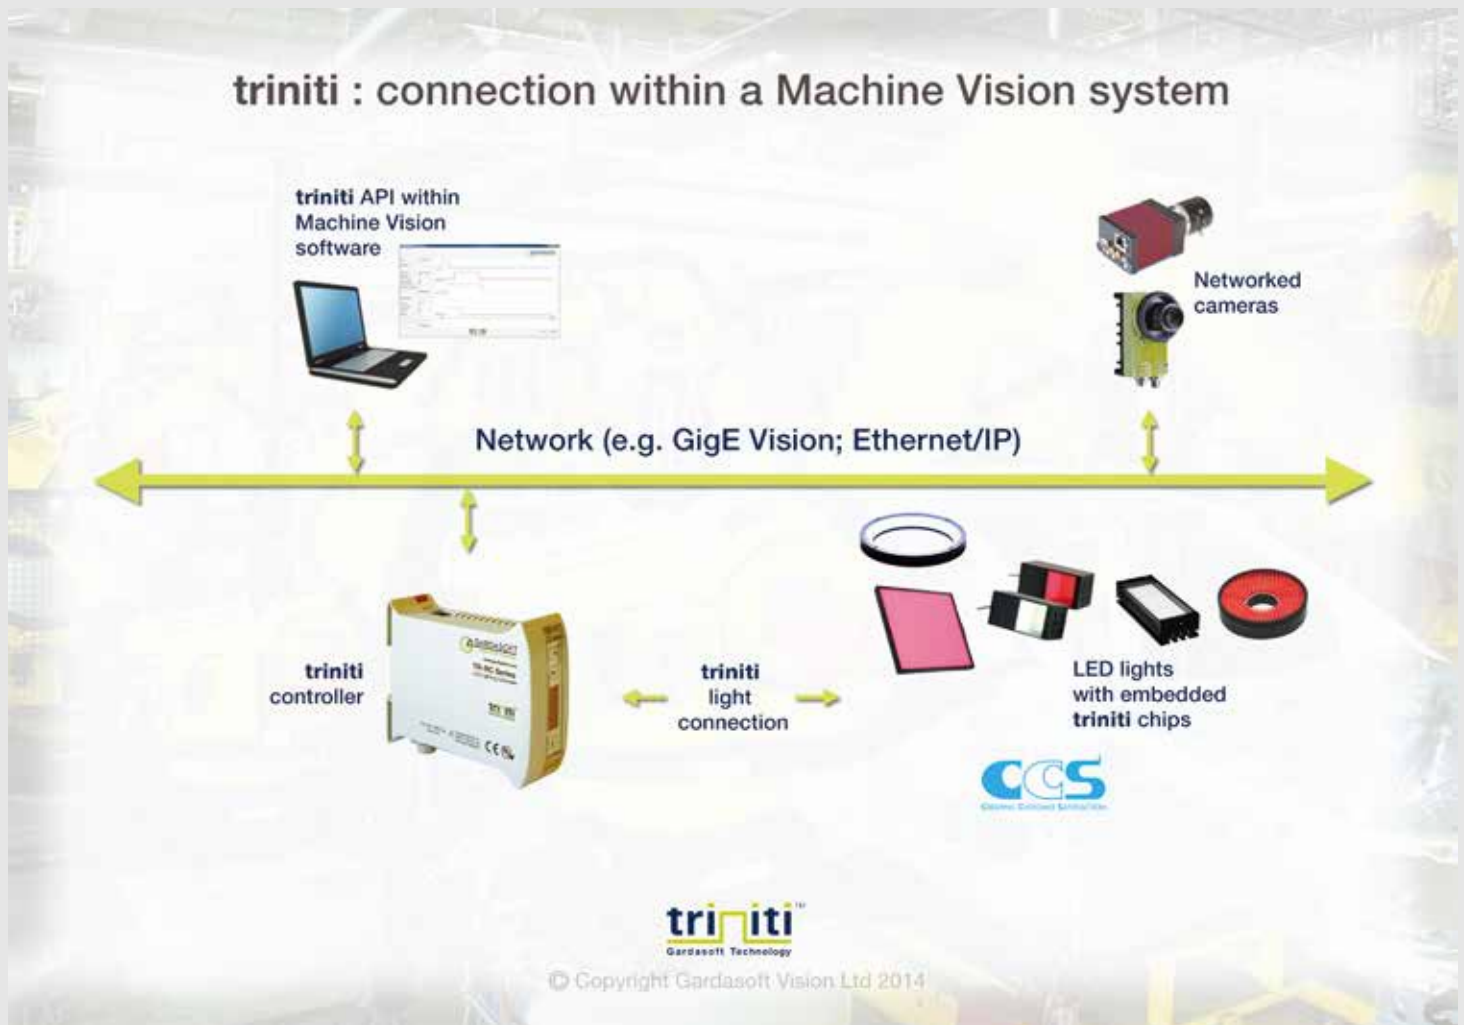 triniti : connection within a Machine Vision system
triniti API within
Machine Vision
software
Networked
cameras
Network (e.g. GigE Vision; Ethernet/IP)
triniti
controller
triniti
light
connection
LED lights
with embedded
triniti chips
CCS
triniti
Gardasoft Technology
© Copyright Gardasoft Vision Ltd 2014